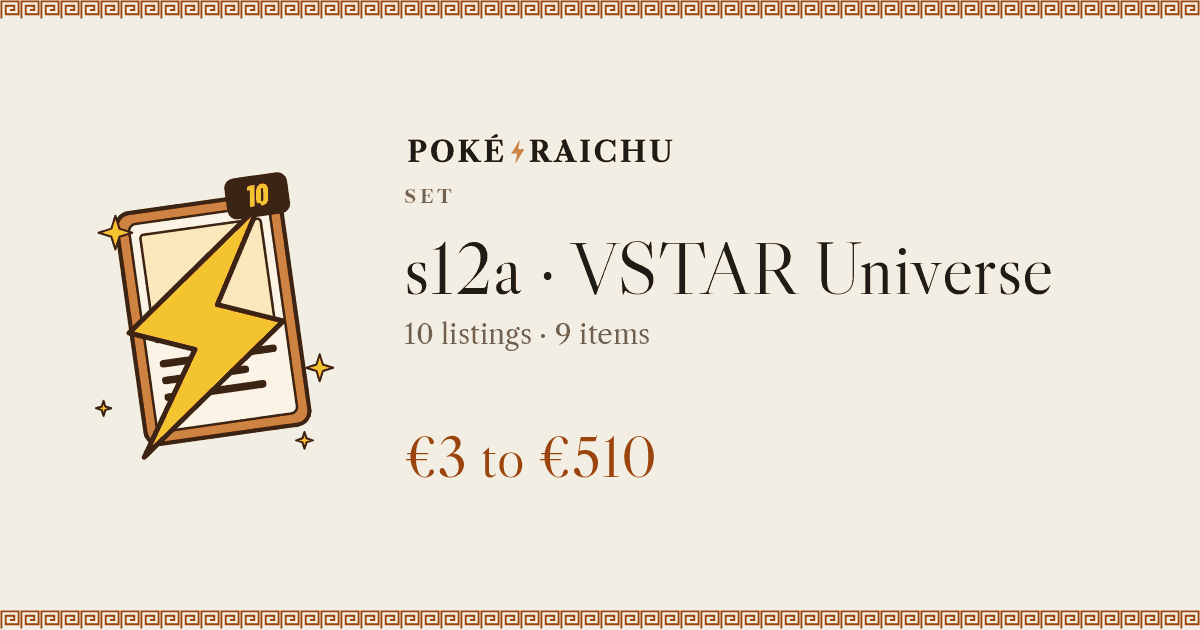 POKÉ⚡RAICHU
SET
10
s12a · VSTAR Universe
10 listings · 9 items
€3 to €510